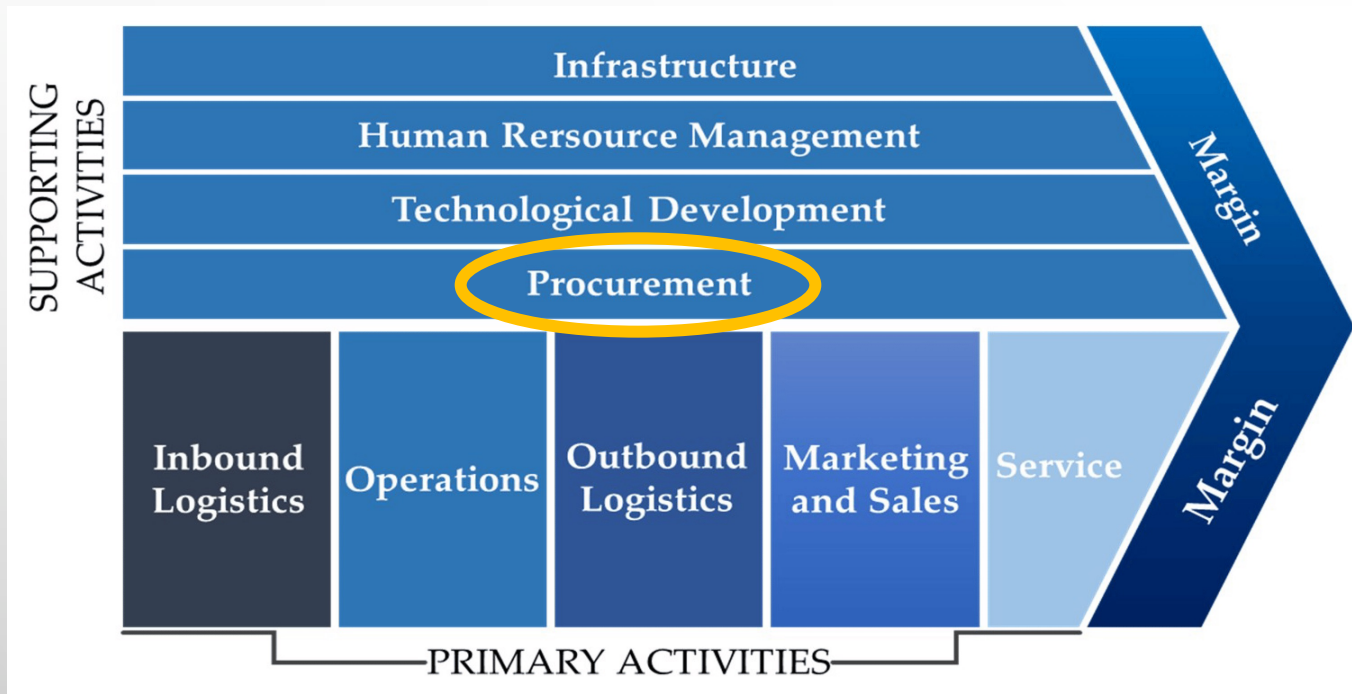 SUPPORTING
ACTIVITIES
Infrastructure
Human Rersource Management
Technological Development
Procurement
Margin
Inbound
Logistics
Operations
Outbound
Logistics
Marketing
and Sales
Service
Margin
PRIMARY ACTIVITIES